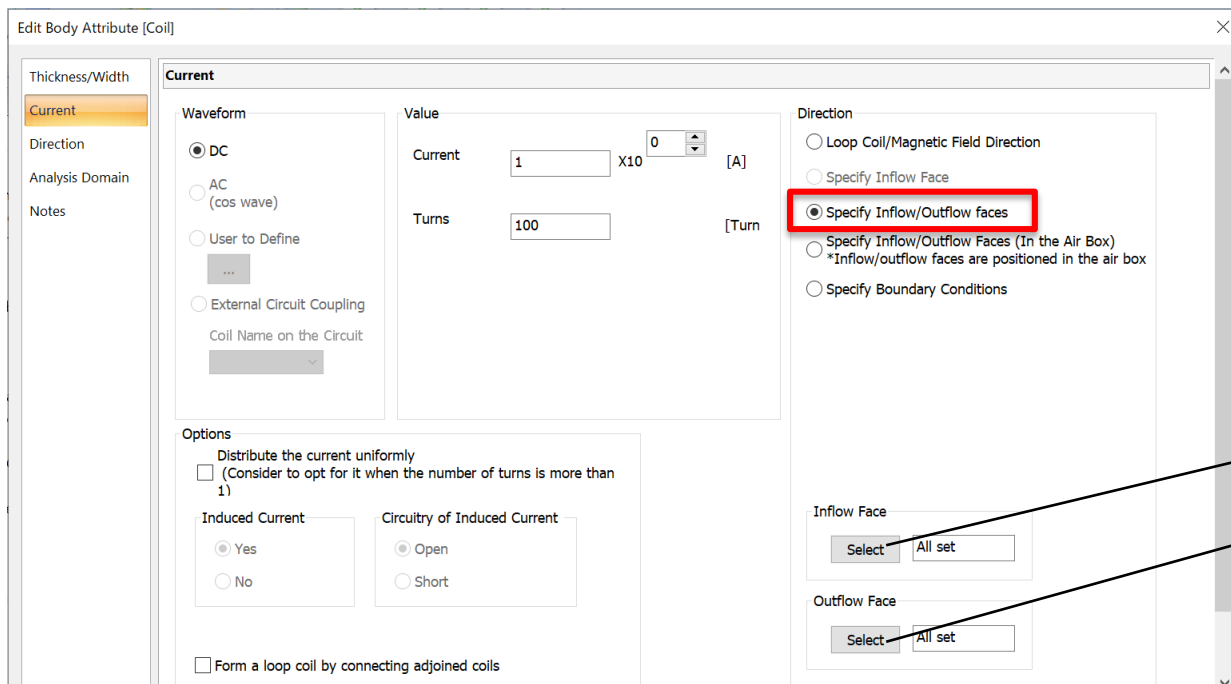 Edit Body Attribute [Coil]
Thickness/Width
Current
Direction
Analysis Domain
Notes
Current
Waveform
DC
AC
(cos wave)
User to Define
...
External Circuit Coupling
Coil Name on the Circuit
Value
Current
1
X10
0
[A]
Turns
100
[Turn
Direction
Loop Coil/Magnetic Field Direction
Specify Inflow Face
Specify Inflow/Outflow faces
Specify Inflow/Outflow Faces (In the Air Box)
*Inflow/outflow faces are positioned in the air box
Specify Boundary Conditions
Options
Distribute the current uniformly
(Consider to opt for it when the number of turns is more than
1)
Induced Current
Yes
No
Circuitry of Induced Current
Open
Short
Form a loop coil by connecting adjoined coils
Inflow Face
Select
All set
Outflow Face
Select
All set